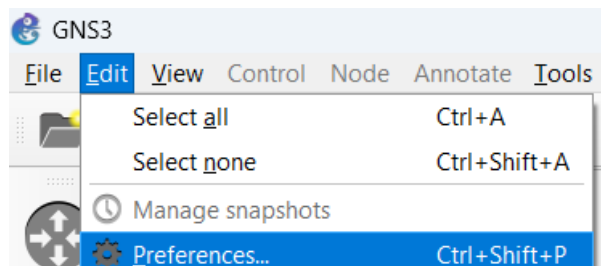 GNS3
File Edit View Control Node Annotate Tools
Select all Ctrl+A
Select none Ctrl+Shift+A
Manage snapshots
Preferences... Ctrl+Shift+P